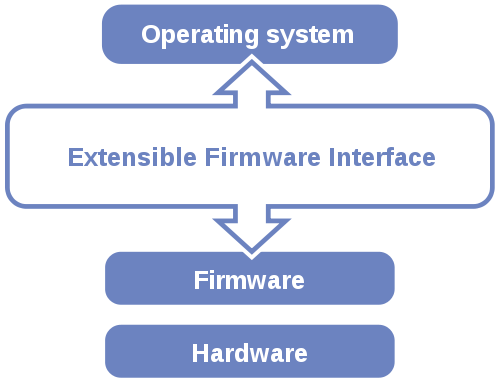 Operating system
Extensible Firmware Interface
Firmware
Hardware